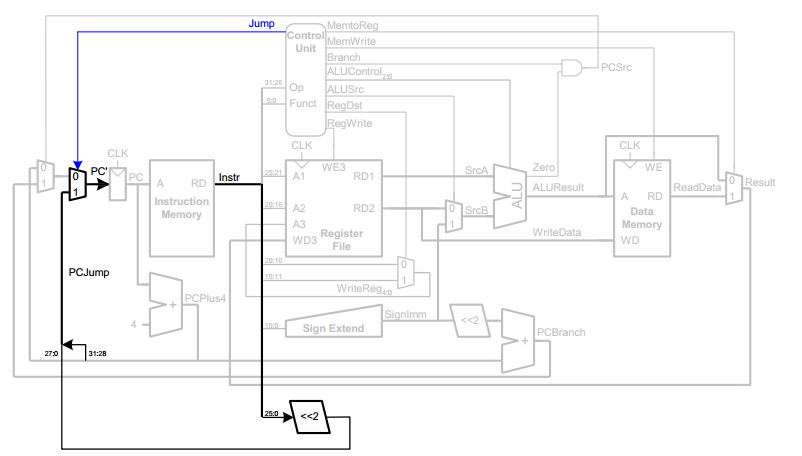 Jump
MemtoReg
Control
Unit
MemWrite
Branch
ALUControl2:0
PCSrc
31:26
Op
ALUSrc
5:0
Funct
RegDst
RegWrite
CLK
CLK
CLK
0
0
1
PC'
PC
A
RD
Instr
Instruction
Memory
25:21
A1
WE3
RD1
SrcA
Zero
WE
20:16
A2
RD2
0
SrcB
1
ALU
ALUResult
A
RD
ReadData
0
1
Result
A3
WD3
Register
File
Data
Memory
WriteData
WD
1
PCJump
20:16
0
15:11
1
WriteReg4:0
PCPlus4
+
4
15:0
Sign Extend
SignImm
<<2
+
PCBranch
27:0
31:28
25:0
<<2